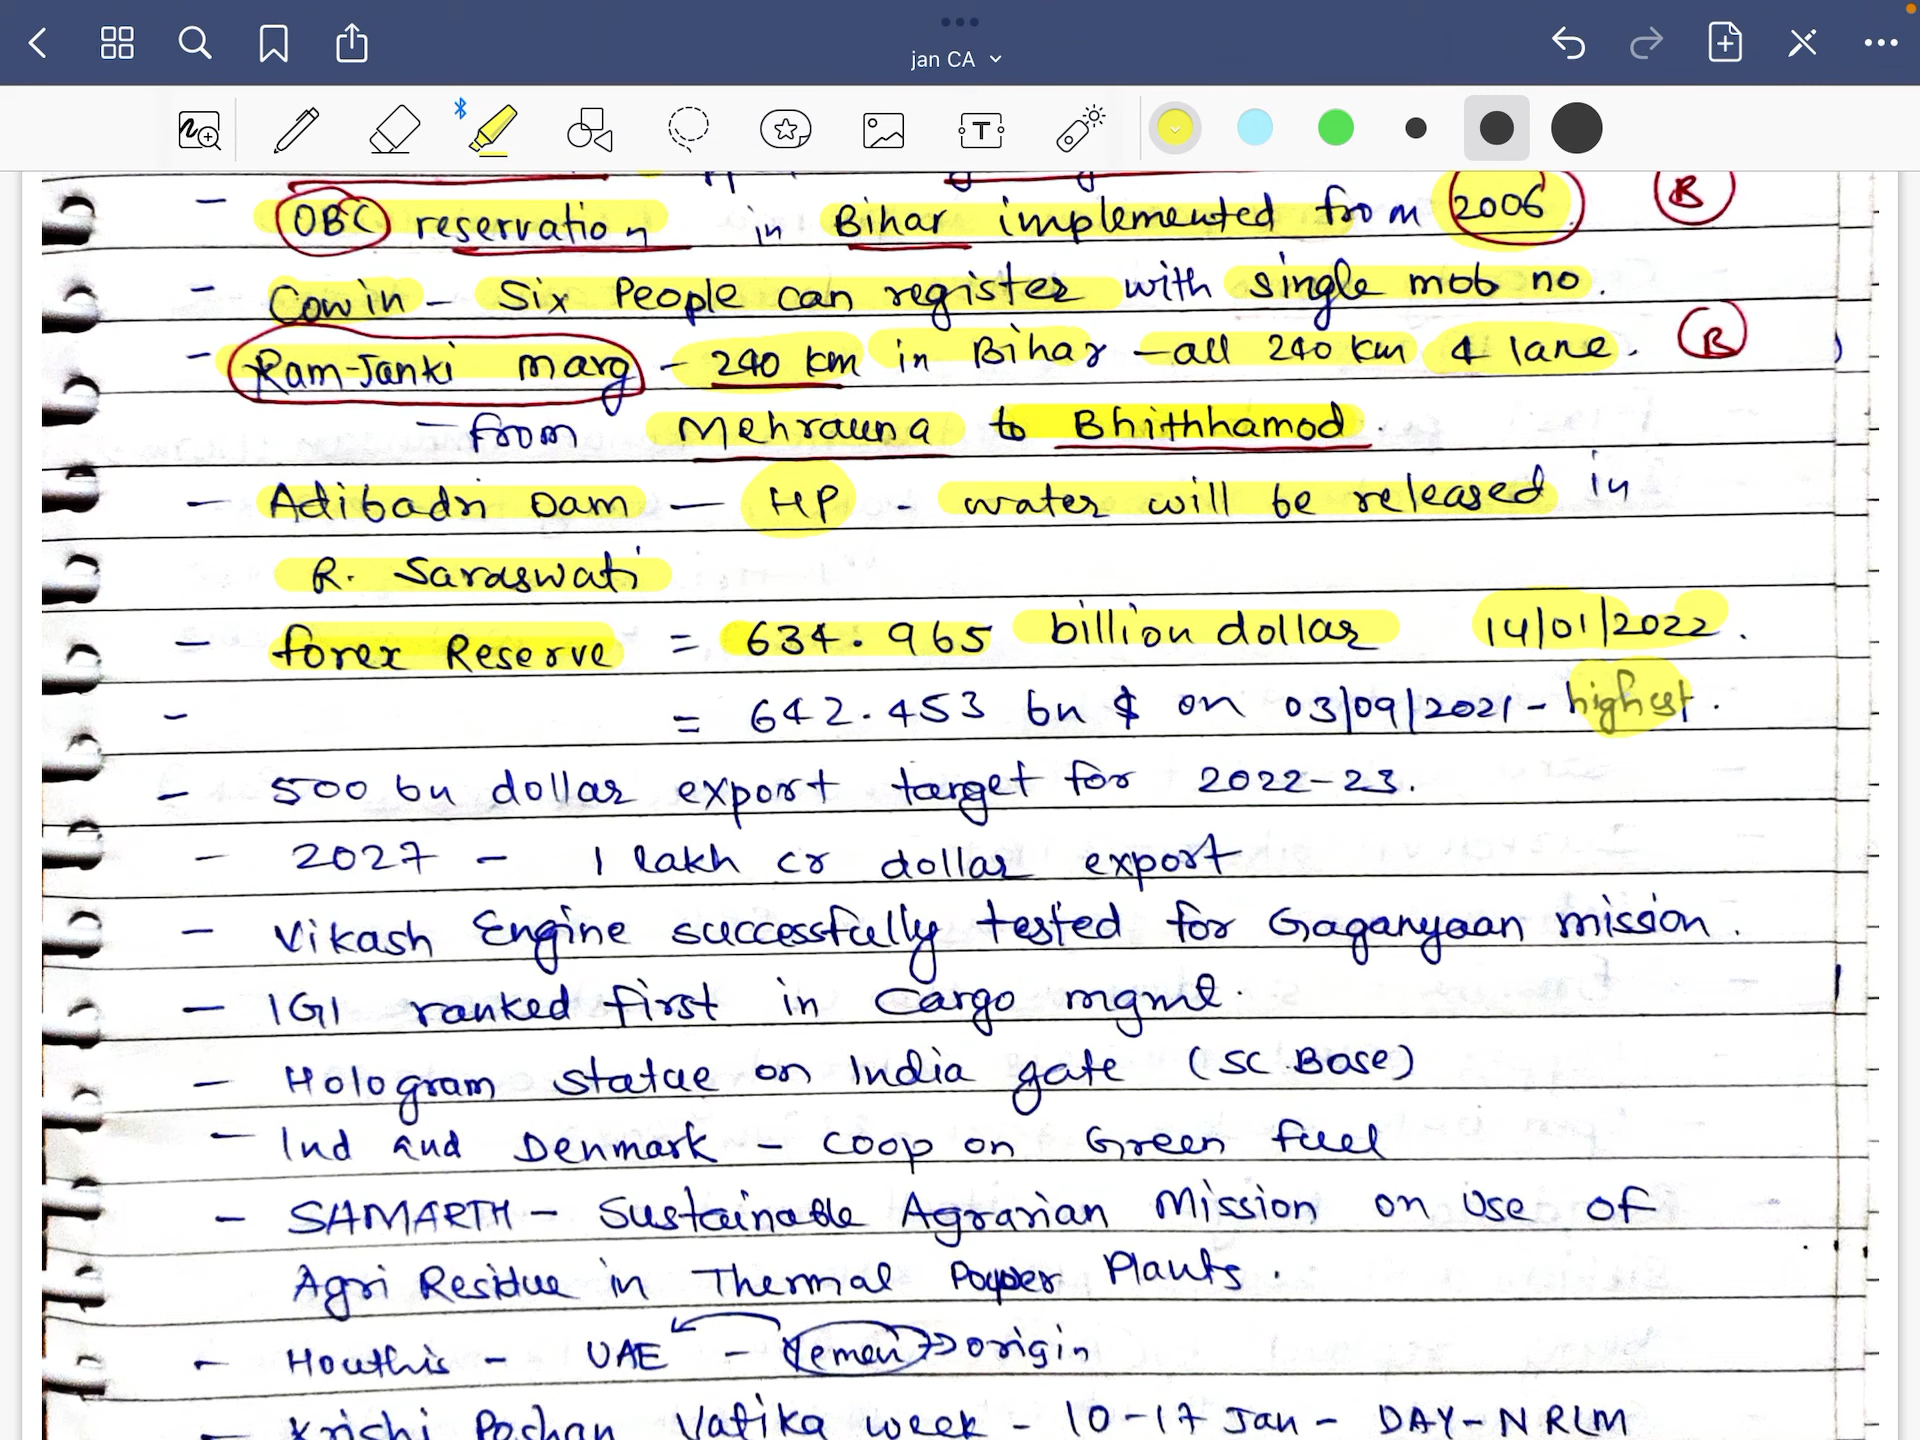 jan CA
- OBC reservation in Bihar implemented from 2006. B
- Cowin - Six People can register with single mob no.
- Ram-Janki marg - 240 km in Bihar - all 240 km 4 lane. B
- from Mehrauna to Bhithhamod.
- Adibadri Dam - HP - water will be released in
R. Saraswati
- forex Reserve = 634.965 billion dollar 14/01/2022.
- = 642.453 bn $ on 03/09/2021 - highest.
- 500 bn dollar export target for 2022-23.
- 2027 - 1 lakh cr dollar export
- Vikash Engine successfully tested for Gaganyaan mission.
- IGI ranked first in Cargo mgmt.
- Hologram statue on India gate (SC Base)
- Ind and Denmark - coop on Green fuel
- SAMARTH - Sustainable Agrarian Mission on Use of
Agri Residue in Thermal Power Plants.
- Houthis - UAE - Yemen → origin
- Krishi Poshan Vatika week - 10-17 Jan - DAY-NRLM